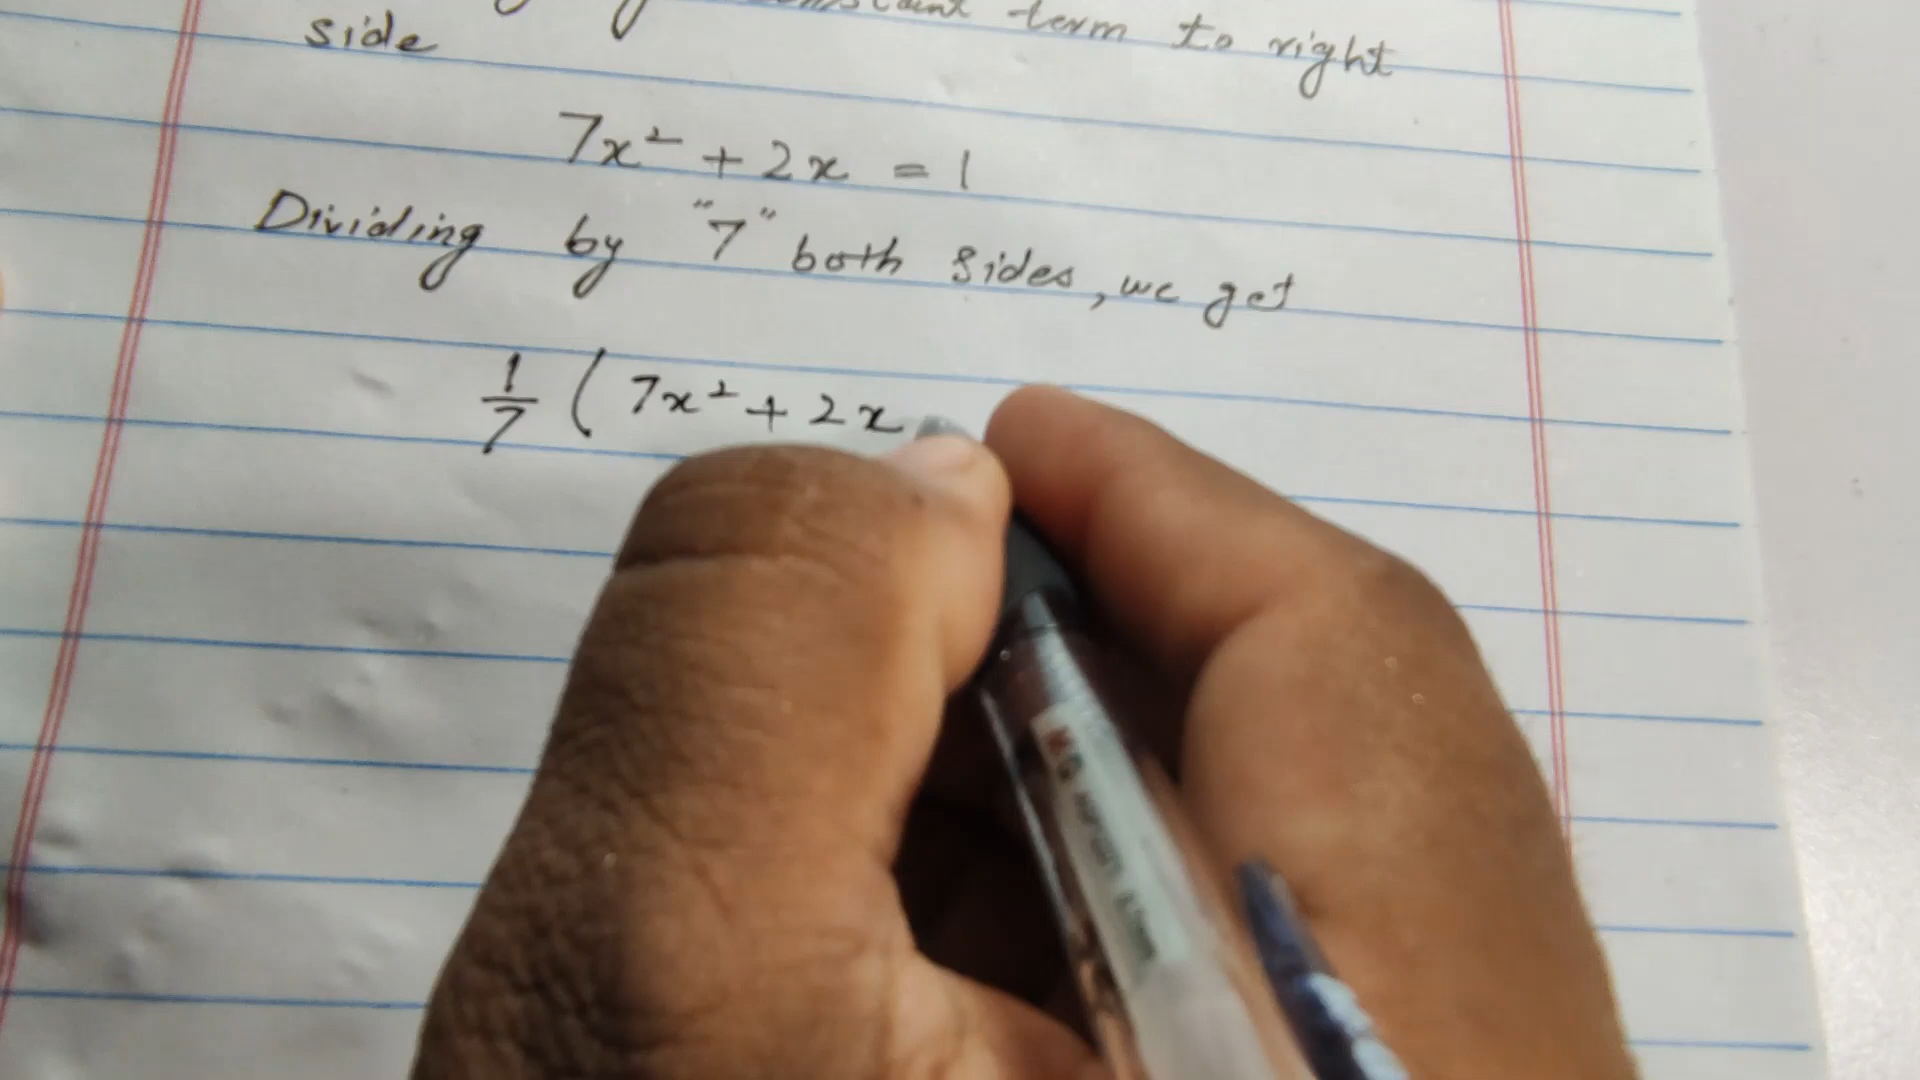 term to right
side
7x² + 2x = 1
Dividing by "7" both sides, we get
1/7 ( 7x² + 2x